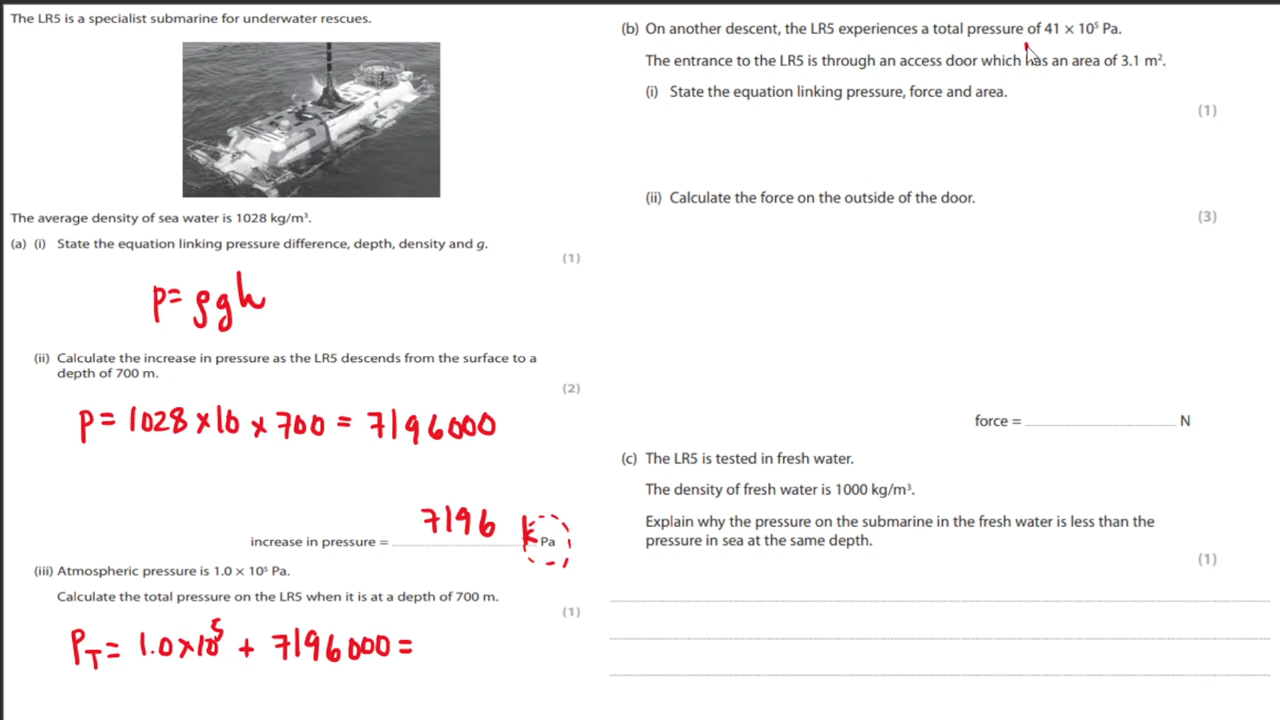 The LR5 is a specialist submarine for underwater rescues.
The average density of sea water is 1028 kg/m³.
(a) (i) State the equation linking pressure difference, depth, density and g.
(1)
p = ρgh
(ii) Calculate the increase in pressure as the LR5 descends from the surface to a
depth of 700 m.
(2)
P = 1028 × 10 × 700 = 7196000
7196 k
increase in pressure = Pa
(iii) Atmospheric pressure is 1.0 × 10⁵ Pa.
Calculate the total pressure on the LR5 when it is at a depth of 700 m.
(1)
P_T = 1.0 × 10⁵ + 7196000 =
(b) On another descent, the LR5 experiences a total pressure of 41 × 10⁵ Pa.
The entrance to the LR5 is through an access door which has an area of 3.1 m².
(i) State the equation linking pressure, force and area.
(1)
(ii) Calculate the force on the outside of the door.
(3)
force = N
(c) The LR5 is tested in fresh water.
The density of fresh water is 1000 kg/m³.
Explain why the pressure on the submarine in the fresh water is less than the
pressure in sea at the same depth.
(1)